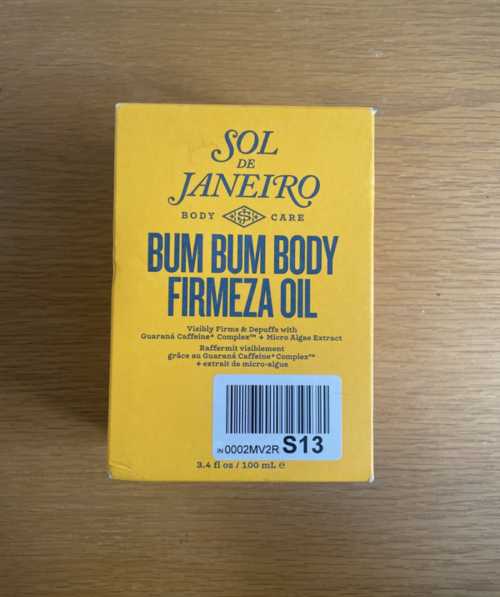 SOL
DE
JANEIRO
BODY CARE
BUM BUM BODY
FIRMEZA OIL
Visibly Firms & Depuffs with
Guaraná Caffeine⁺ Complex™ + Micro Algae Extract
Raffermit visiblement
grâce au Guaraná Caffeine⁺ Complex™
+ extrait de micro-algue
IN 0002MV2R S13
3.4 fl oz / 100 mL ℮